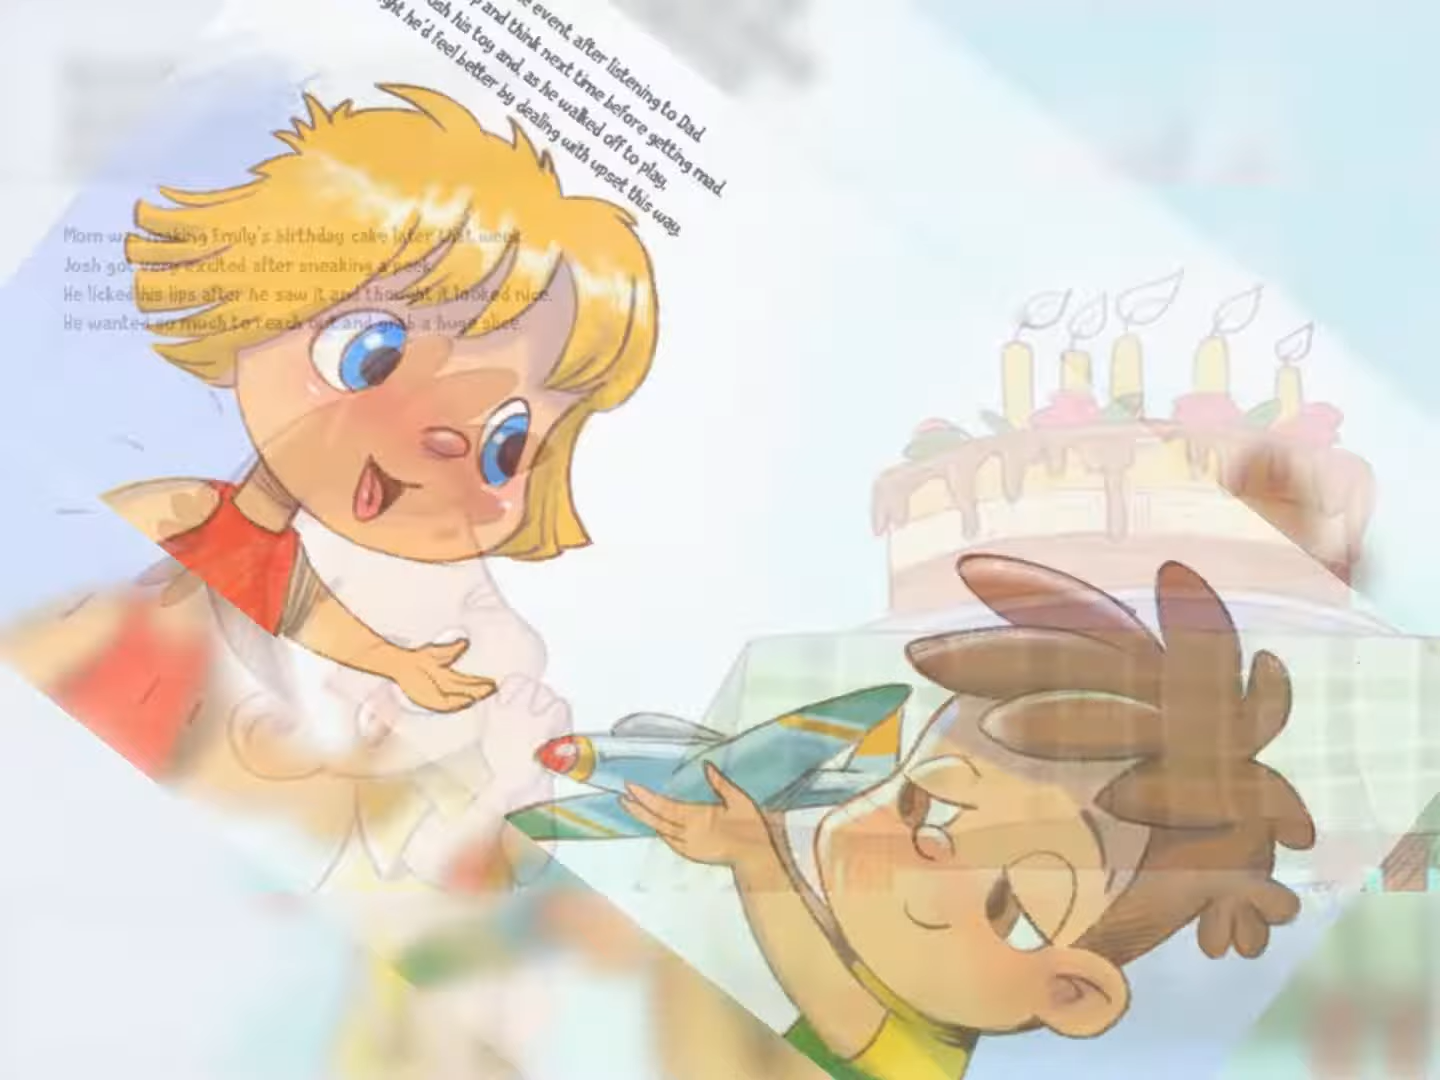 event, after listening to Dad
and think next time before getting mad.
his toy and, as he walked off to play,
he'd feel better by dealing with upset this way.
Mom was making Emily's birthday cake later that week.
Josh got very excited after sneaking a peek.
He licked his lips after he saw it and thought it looked nice.
He wanted so much to reach out and grab a huge slice.